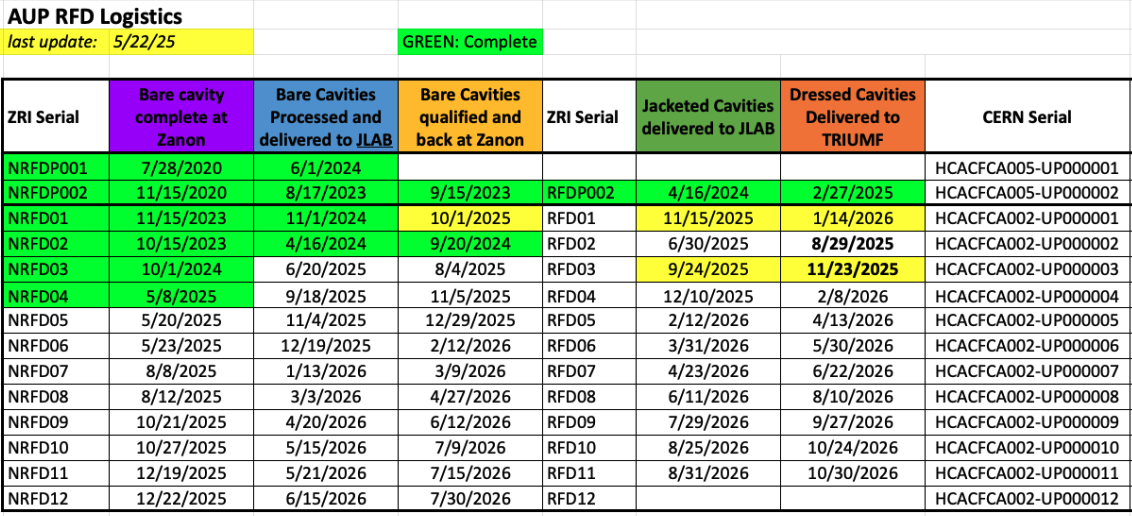 AUP RFD Logistics
last update: 5/22/25 GREEN: Complete
ZRI Serial Bare cavity complete at Zanon Bare Cavities Processed and delivered to JLAB Bare Cavities qualified and back at Zanon ZRI Serial Jacketed Cavities delivered to JLAB Dressed Cavities Delivered to TRIUMF CERN Serial
NRFDP001 7/28/2020 6/1/2024 HCACFCA005-UP000001
NRFDP002 11/15/2020 8/17/2023 9/15/2023 RFDP002 4/16/2024 2/27/2025 HCACFCA005-UP000002
NRFD01 11/15/2023 11/1/2024 10/1/2025 RFD01 11/15/2025 1/14/2026 HCACFCA002-UP000001
NRFD02 10/15/2023 4/16/2024 9/20/2024 RFD02 6/30/2025 8/29/2025 HCACFCA002-UP000002
NRFD03 10/1/2024 6/20/2025 8/4/2025 RFD03 9/24/2025 11/23/2025 HCACFCA002-UP000003
NRFD04 5/8/2025 9/18/2025 11/5/2025 RFD04 12/10/2025 2/8/2026 HCACFCA002-UP000004
NRFD05 5/20/2025 11/4/2025 12/29/2025 RFD05 2/12/2026 4/13/2026 HCACFCA002-UP000005
NRFD06 5/23/2025 12/19/2025 2/12/2026 RFD06 3/31/2026 5/30/2026 HCACFCA002-UP000006
NRFD07 8/8/2025 1/13/2026 3/9/2026 RFD07 4/23/2026 6/22/2026 HCACFCA002-UP000007
NRFD08 8/12/2025 3/3/2026 4/27/2026 RFD08 6/11/2026 8/10/2026 HCACFCA002-UP000008
NRFD09 10/21/2025 4/20/2026 6/12/2026 RFD09 7/29/2026 9/27/2026 HCACFCA002-UP000009
NRFD10 10/27/2025 5/15/2026 7/9/2026 RFD10 8/25/2026 10/24/2026 HCACFCA002-UP000010
NRFD11 12/19/2025 5/21/2026 7/15/2026 RFD11 8/31/2026 10/30/2026 HCACFCA002-UP000011
NRFD12 12/22/2025 6/15/2026 7/30/2026 RFD12 HCACFCA002-UP000012